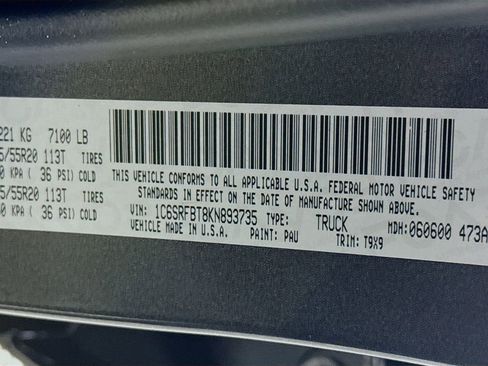 221 KG 7100 LB
5/55R20 113T TIRES
0 KPA ( 36 PSI) COLD
5/55R20 113T TIRES
0 KPA ( 36 PSI) COLD
THIS VEHICLE CONFORMS TO ALL APPLICABLE U.S.A. FEDERAL MOTOR VEHICLE SAFETY
STANDARDS IN EFFECT ON THE DATE OF MANUFACTURE SHOWN ABOVE.
VIN: 1C6SRFBT8KN893735 TYPE: TRUCK MDH:060600 473A
VEHICLE MADE IN U.S.A. PAINT: PAU TRIM: T9X9